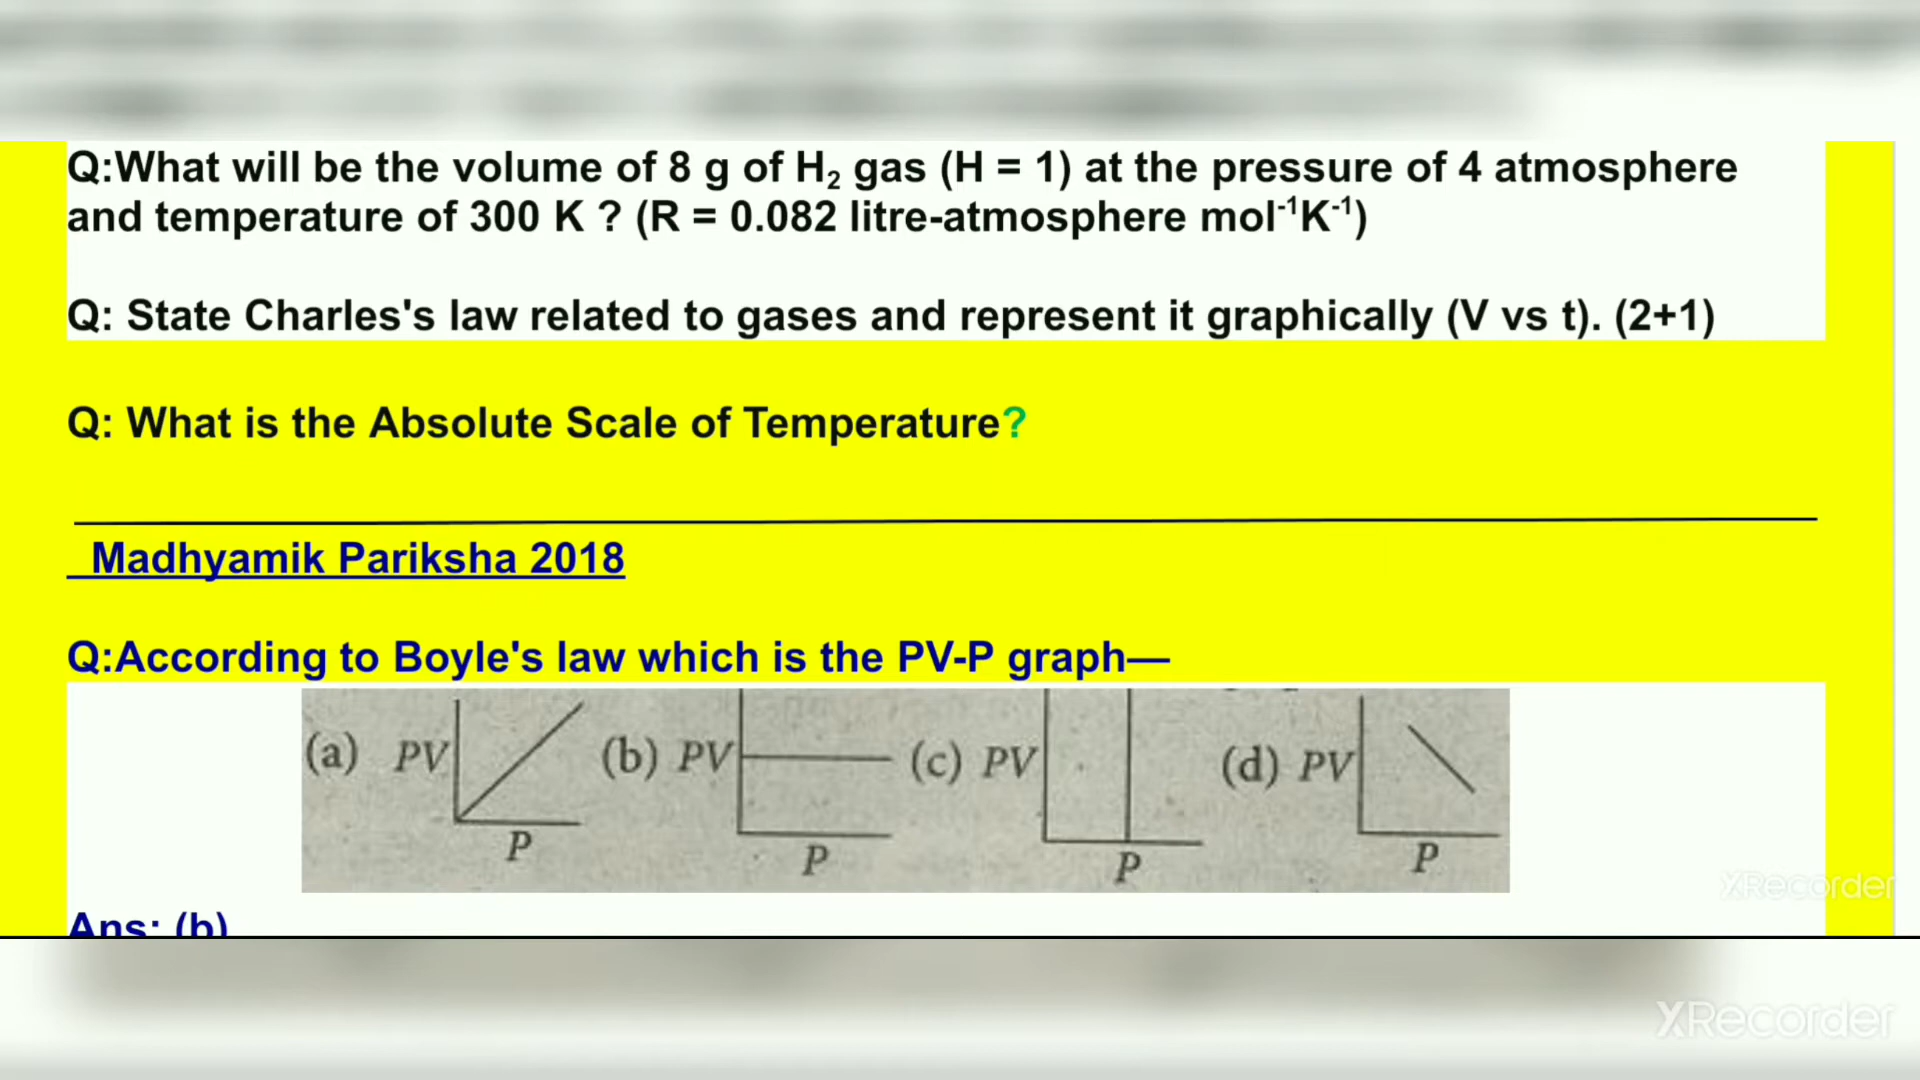 Q:What will be the volume of 8 g of H₂ gas (H = 1) at the pressure of 4 atmosphere
and temperature of 300 K ? (R = 0.082 litre-atmosphere mol⁻¹K⁻¹)
Q: State Charles's law related to gases and represent it graphically (V vs t). (2+1)
Q: What is the Absolute Scale of Temperature?
Madhyamik Pariksha 2018
Q:According to Boyle's law which is the PV-P graph—
(a) PV (b) PV (c) PV (d) PV
P P P P
XRecorder
Ans: (b)
XRecorder